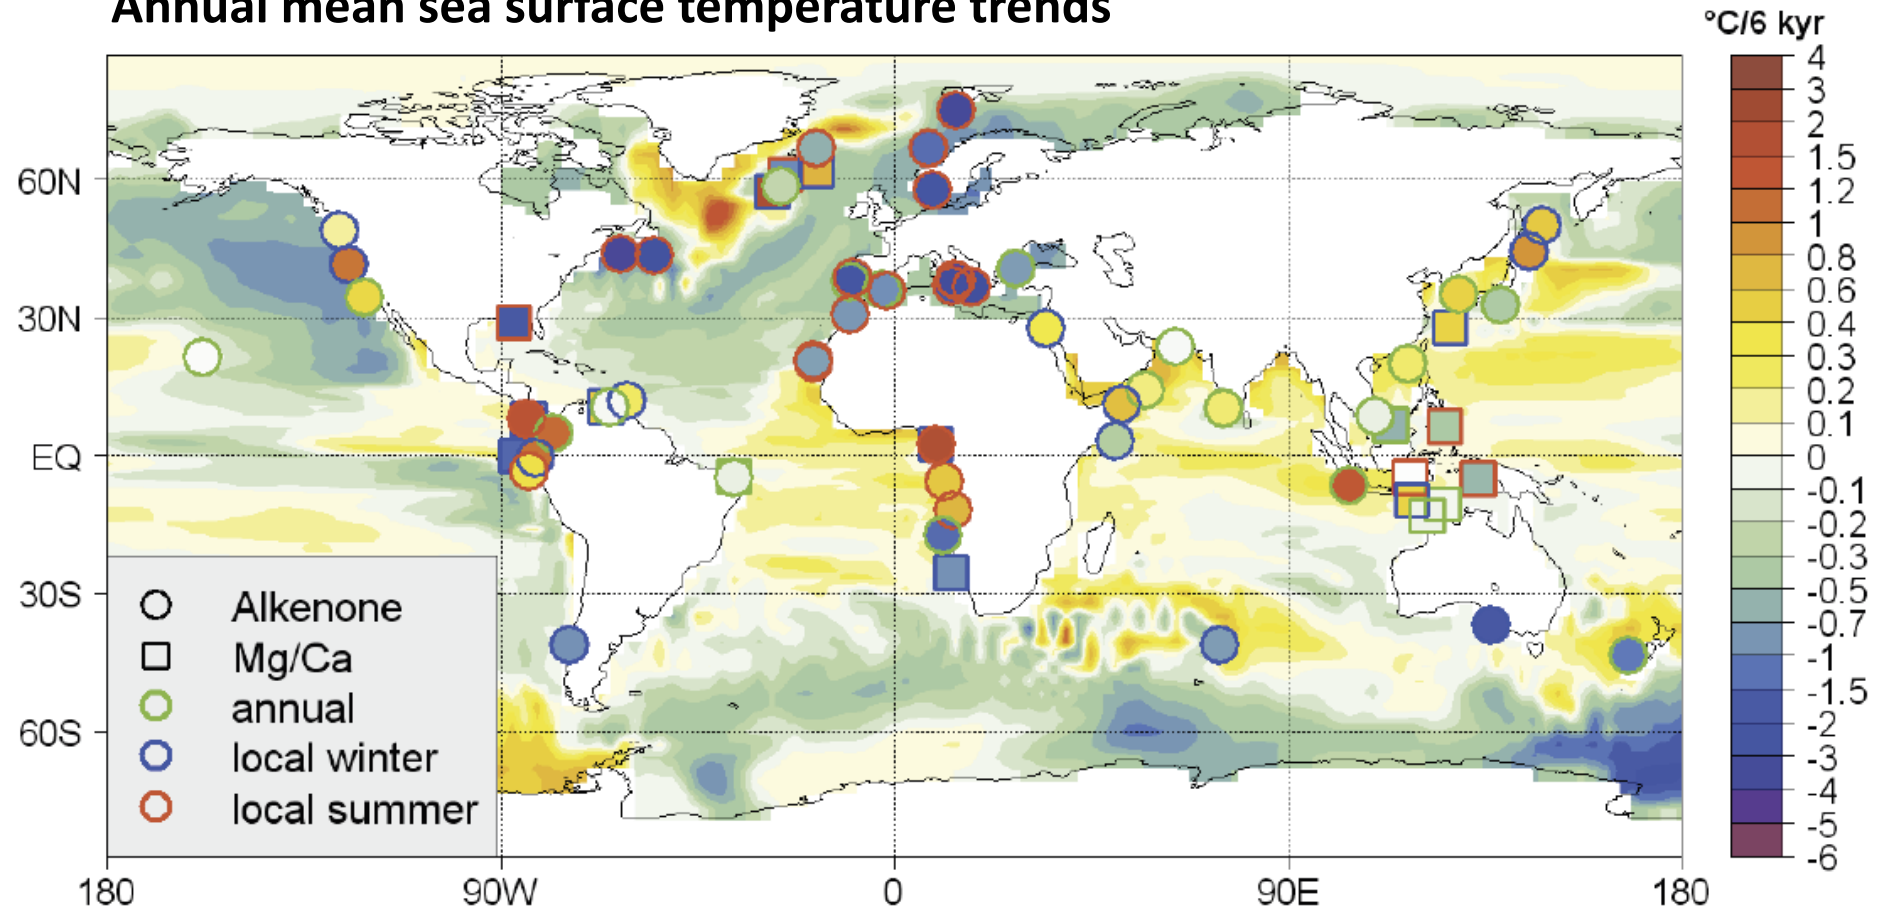 Annual mean sea surface temperature trends
°C/6 kyr
4
3
2
1.5
1.2
1
0.8
0.6
0.4
0.3
0.2
0.1
0
-0.1
-0.2
-0.3
-0.5
-0.7
-1
-1.5
-2
-3
-4
-5
-6
60N
30N
EQ
30S
60S
Alkenone
Mg/Ca
annual
local winter
local summer
180 90W 0 90E 180